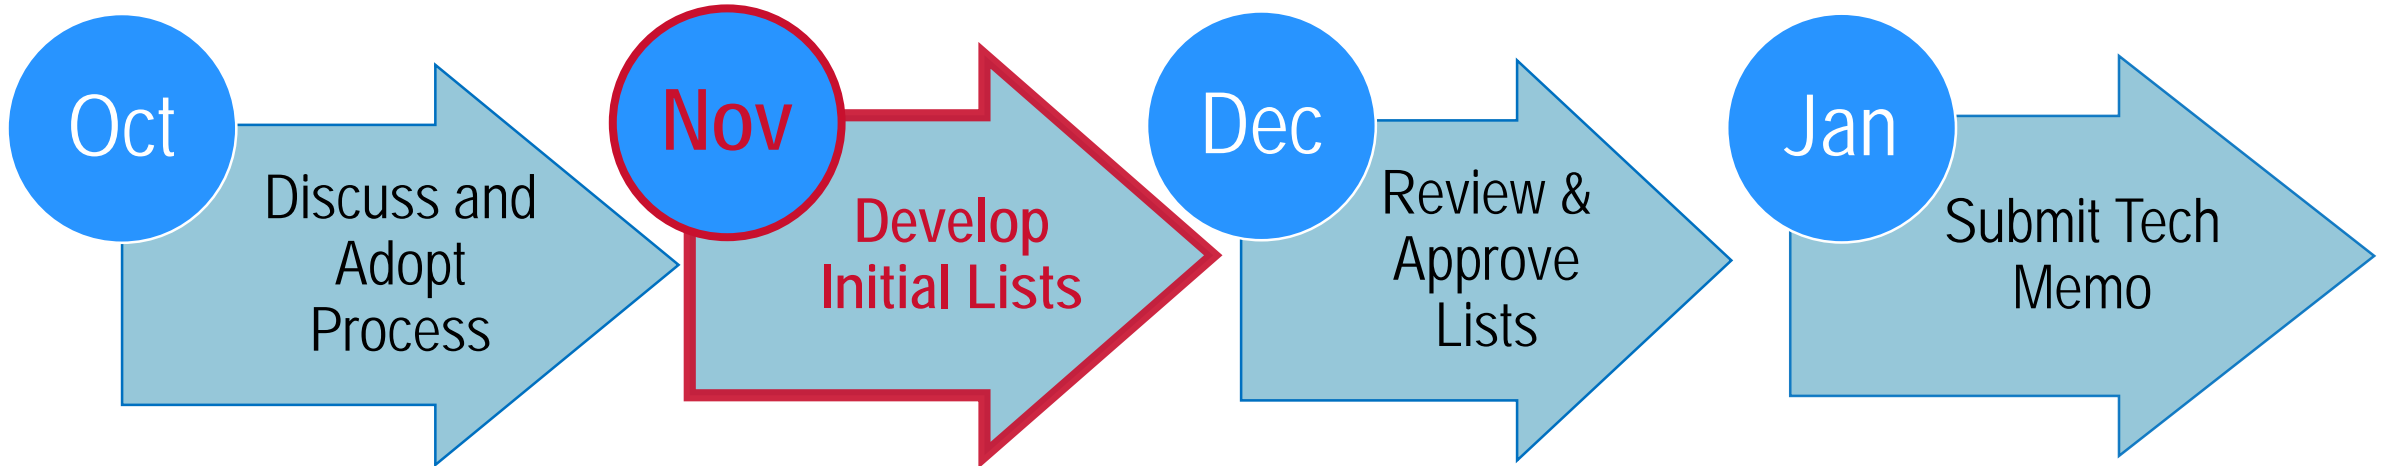 Oct
Discuss and
Adopt
Process
Nov
Develop
Initial Lists
Dec
Review &
Approve
Lists
Jan
Submit Tech
Memo